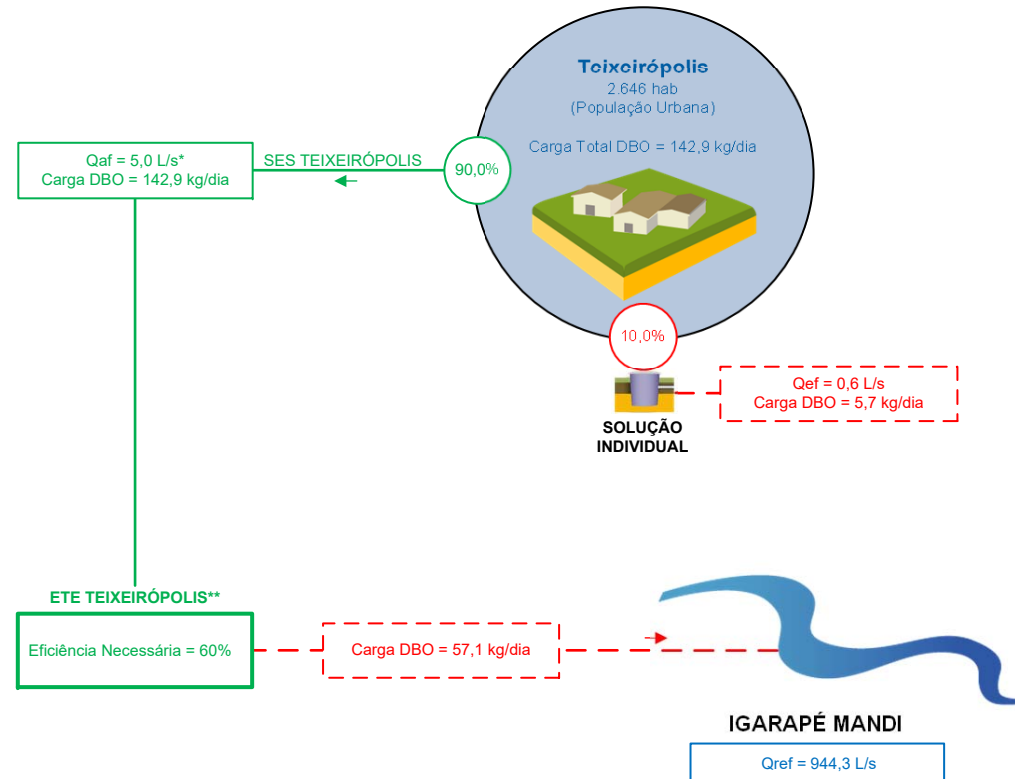 Teixeirópolis
2.646 hab
(População Urbana)
Carga Total DBO = 142,9 kg/dia
Qaf = 5,0 L/s*
Carga DBO = 142,9 kg/dia
SES TEIXEIRÓPOLIS
90,0%
10,0%
SOLUÇÃO
INDIVIDUAL
Qef = 0,6 L/s
Carga DBO = 5,7 kg/dia
ETE TEIXEIRÓPOLIS**
Eficiência Necessária = 60%
Carga DBO = 57,1 kg/dia
IGARAPÉ MANDI
Qref = 944,3 L/s